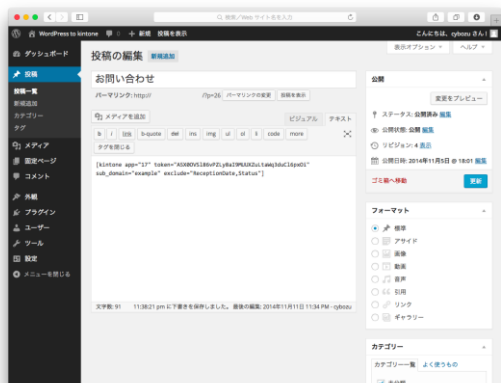 検索/Web サイト名を入力
WordPress to kintone 0 + 新規 投稿を表示 こんにちは、cybozu さん!
表示オプション ヘルプ
ダッシュボード
投稿
投稿一覧
新規追加
カテゴリー
タグ
メディア
固定ページ
コメント
外観
プラグイン
ユーザー
ツール
設定
メニューを閉じる
投稿の編集 新規追加
お問い合わせ
パーマリンク: http:// /?p=26 パーマリンクの変更 投稿を表示
メディアを追加 ビジュアル テキスト
b i link b-quote del ins img ul ol li code more
タグを閉じる
[kintone app="17"
sub_domain="example" exclude="ReceptionDate,Status"]
文字数: 91 11:38:21 pm に下書きを保存しました。 最後の編集: 2014年11月11日 11:34 PM - cybozu
公開
変更をプレビュー
ステータス: 公開済み 編集
公開状態: 公開 編集
リビジョン: 4 表示
公開日時: 2014年11月5日 @ 18:01 編集
ゴミ箱へ移動 更新
フォーマット
標準
アサイド
画像
動画
音声
引用
リンク
ギャラリー
カテゴリー
カテゴリー一覧 よく使うもの
未分類